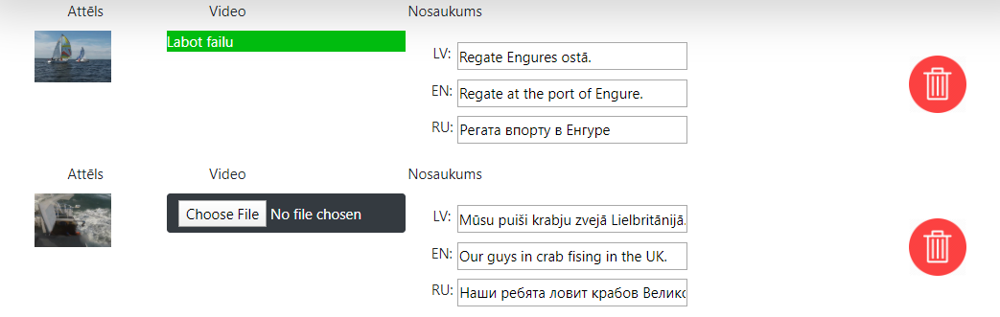 Attēls Video Nosaukums
Labot failu
LV: Regate Engures ostā.
EN: Regate at the port of Engure.
RU: Регата впорту в Енгуре
Attēls Video Nosaukums
Choose File No file chosen
LV: Mūsu puiši krabju zvejā Lielbritānijā.
EN: Our guys in crab fising in the UK.
RU: Наши ребята ловит крабов Велико